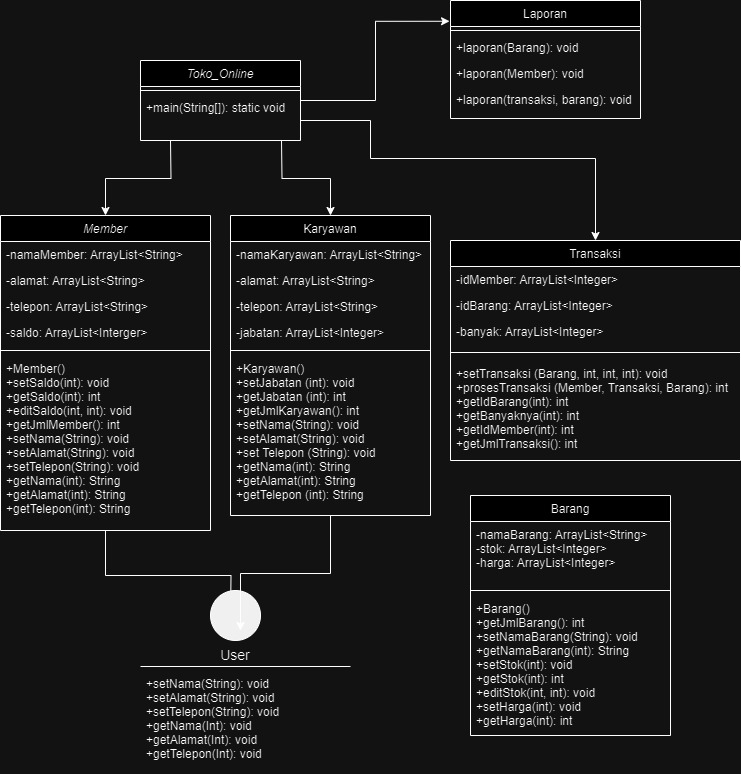 Laporan
+laporan(Barang): void
+laporan(Member): void
+laporan(transaksi, barang): void
Toko_Online
+main(String[]): static void
Member
-namaMember: ArrayList<String>
-alamat: ArrayList<String>
-telepon: ArrayList<String>
-saldo: ArrayList<Interger>
+Member()
+setSaldo(int): void
+getSaldo(int): int
+editSaldo(int, int): void
+getJmlMember(): int
+setNama(String): void
+setAlamat(String): void
+setTelepon(String): void
+getNama(int): String
+getAlamat(int): String
+getTelepon(int): String
Karyawan
-namaKaryawan: ArrayList<String>
-alamat: ArrayList<String>
-telepon: ArrayList<String>
-jabatan: ArrayList<Integer>
+Karyawan()
+setJabatan (int): void
+getJabatan (int): int
+getJmlKaryawan(): int
+setNama(String): void
+setAlamat(String): void
+set Telepon (String): void
+getNama(int): String
+getAlamat(int): String
+getTelepon (int): String
Transaksi
-idMember: ArrayList<Integer>
-idBarang: ArrayList<Integer>
-banyak: ArrayList<Integer>
+setTransaksi (Barang, int, int, int): void
+prosesTransaksi (Member, Transaksi, Barang): int
+getIdBarang(int): int
+getBanyaknya(int): int
+getIdMember(int): int
+getJmlTransaksi(): int
Barang
-namaBarang: ArrayList<String>
-stok: ArrayList<Integer>
-harga: ArrayList<Integer>
+Barang()
+getJmlBarang(): int
+setNamaBarang(String): void
+getNamaBarang(int): String
+setStok(int): void
+getStok(int): int
+editStok(int, int): void
+setHarga(int): void
+getHarga(int): int
User
+setNama(String): void
+setAlamat(String): void
+setTelepon(String): void
+getNama(Int): void
+getAlamat(Int): void
+getTelepon(Int): void